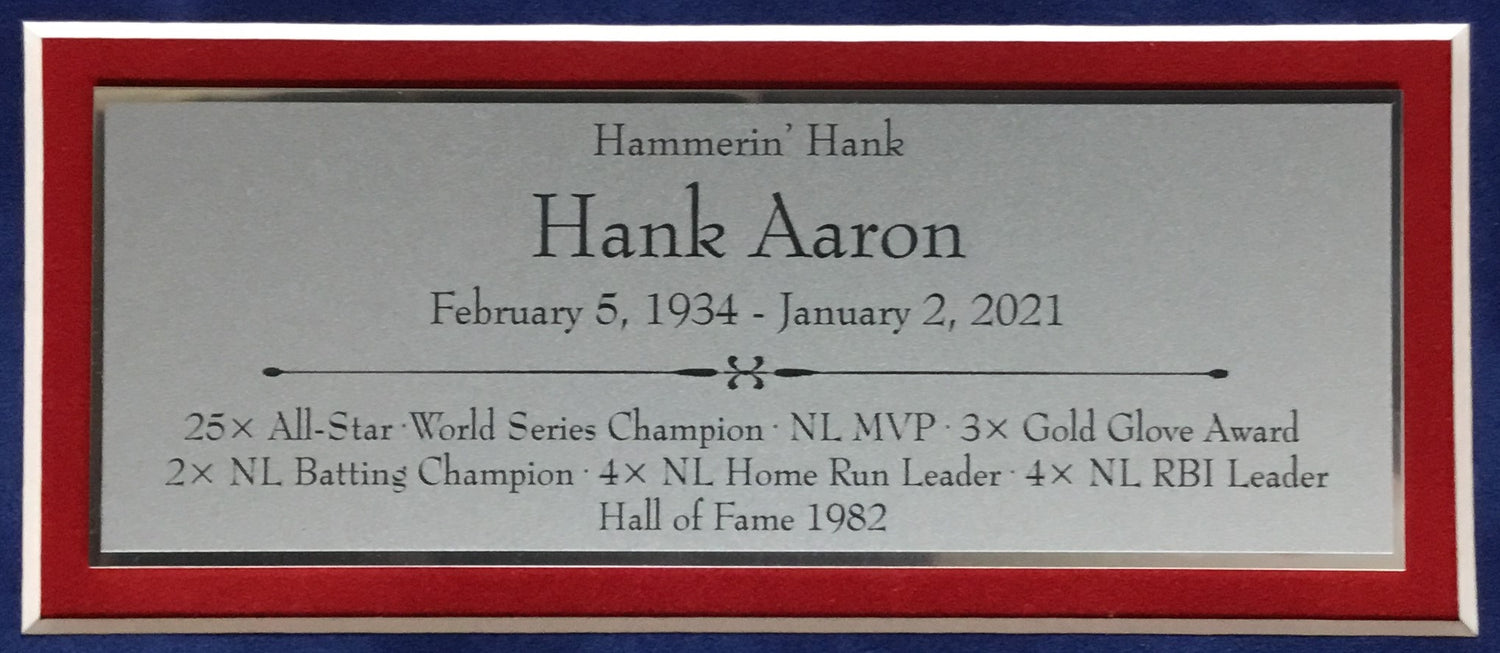 Hammerin' Hank
Hank Aaron
February 5, 1934 - January 2, 2021
25× All-Star · World Series Champion · NL MVP · 3× Gold Glove Award
2× NL Batting Champion · 4× NL Home Run Leader · 4× NL RBI Leader
Hall of Fame 1982